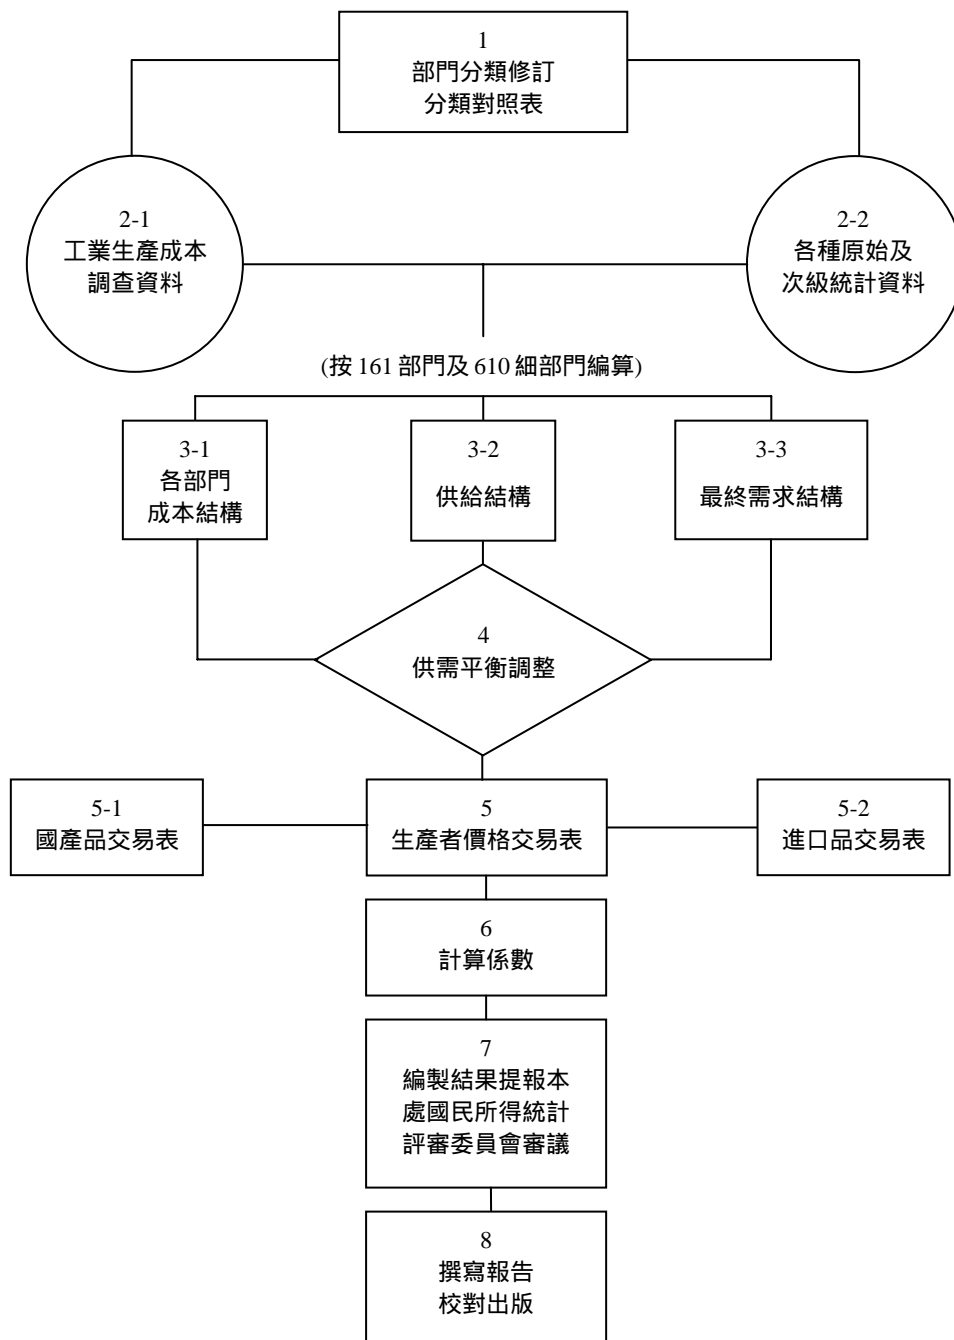 1
部門分類修訂
分類對照表
2-1
工業生產成本
調查資料
2-2
各種原始及
次級統計資料
(按 161 部門及 610 細部門編算)
3-1
各部門
成本結構
3-2
供給結構
3-3
最終需求結構
4
供需平衡調整
5-1
國產品交易表
5
生產者價格交易表
5-2
進口品交易表
6
計算係數
7
編製結果提報本
處國民所得統計
評審委員會審議
8
撰寫報告
校對出版